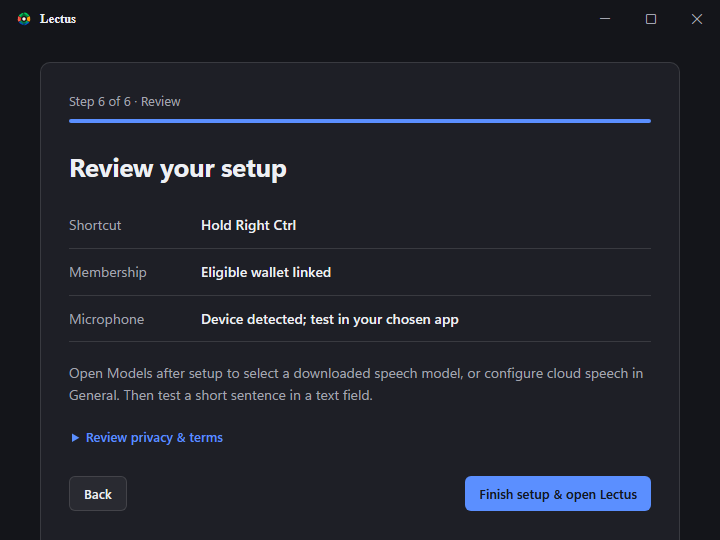 Lectus
Step 6 of 6 · Review
Review your setup
Shortcut Hold Right Ctrl
Membership Eligible wallet linked
Microphone Device detected; test in your chosen app
Open Models after setup to select a downloaded speech model, or configure cloud speech in
General. Then test a short sentence in a text field.
Review privacy & terms
Back Finish setup & open Lectus